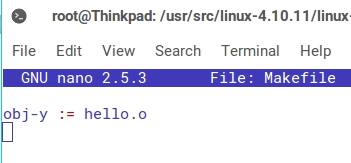 root@Thinkpad: /usr/src/linux-4.10.11/linux-
File Edit View Search Terminal Help
GNU nano 2.5.3 File: Makefile
obj-y := hello.o